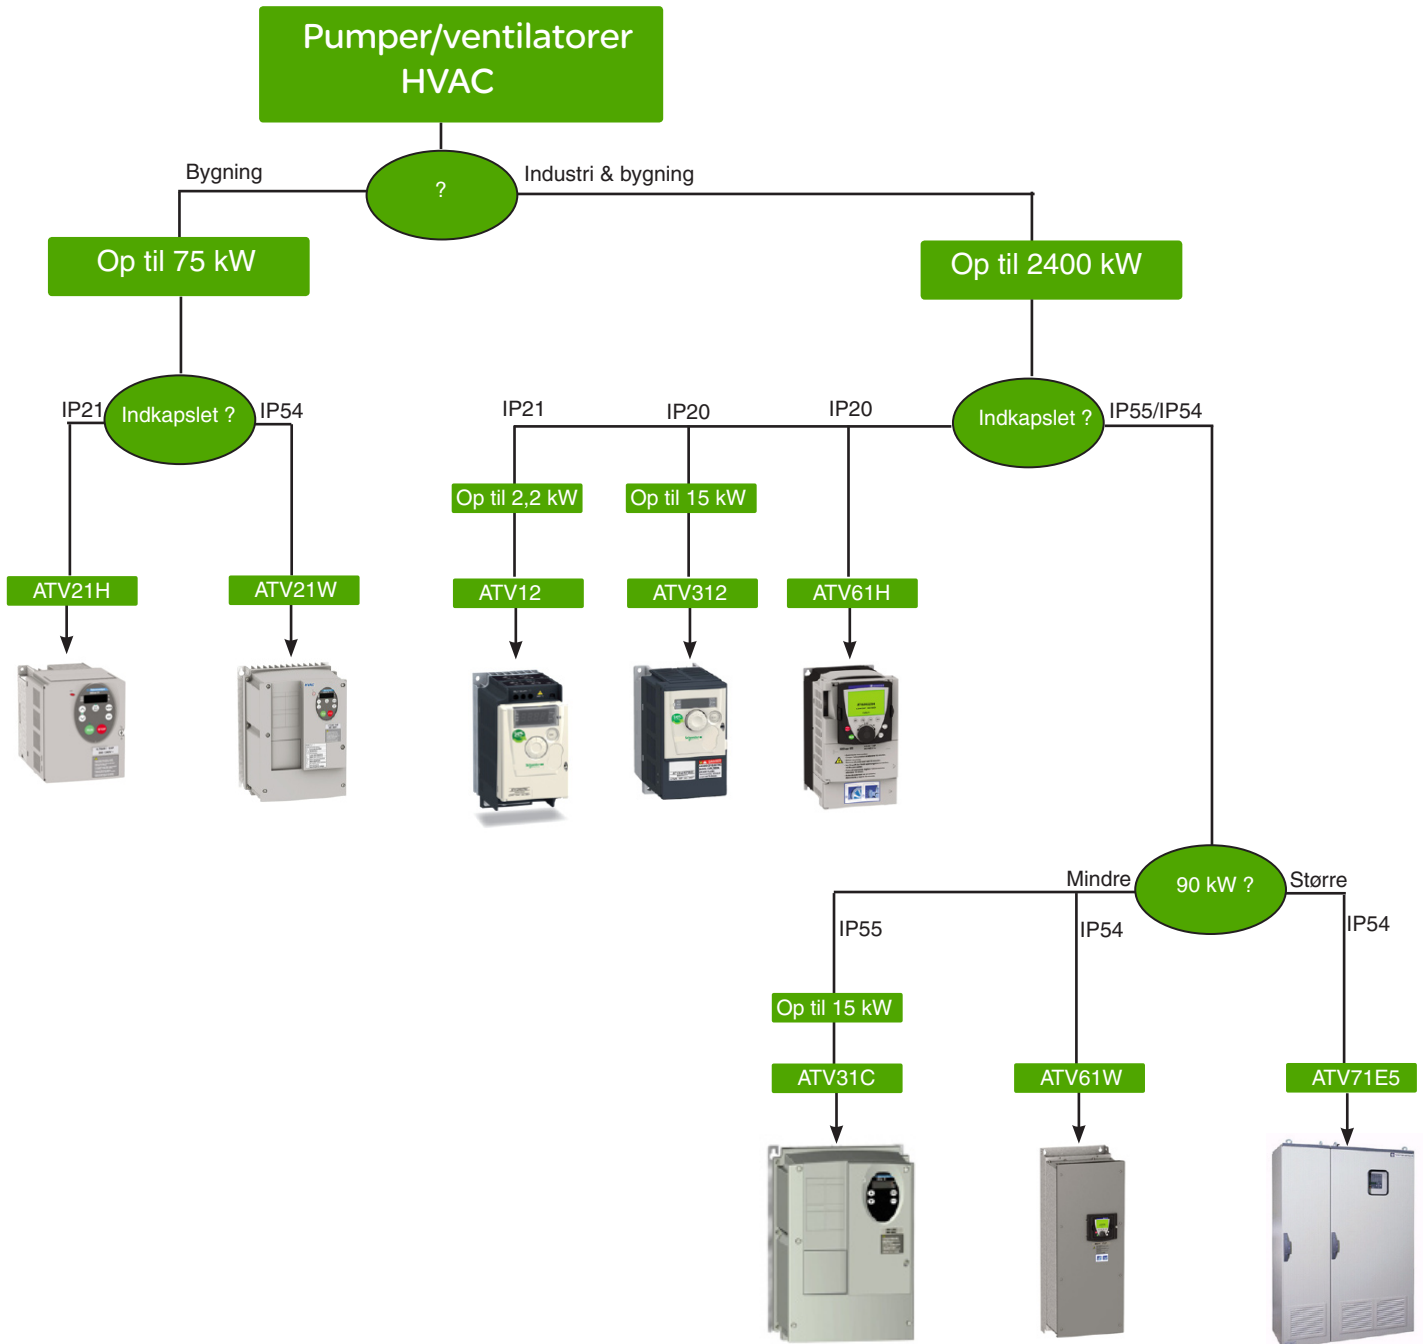 Pumper/ventilatorer
HVAC
Bygning
?
Industri & bygning
Op til 75 kW
Op til 2400 kW
IP21
Indkapslet ?
IP54
IP21
IP20
IP20
Indkapslet ?
IP55/IP54
Op til 2,2 kW
Op til 15 kW
ATV21H
ATV21W
ATV12
ATV312
ATV61H
Mindre
90 kW ?
Større
IP55
IP54
IP54
Op til 15 kW
ATV31C
ATV61W
ATV71E5